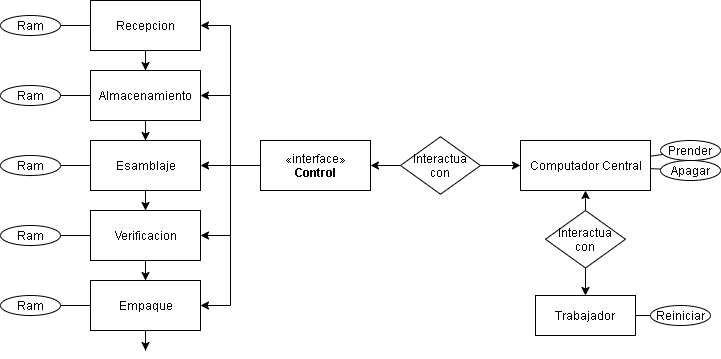 Ram
Recepcion
Ram
Almacenamiento
Ram
Esamblaje
«interface»
Control
Interactua
con
Computador Central
Prender
Apagar
Ram
Verificacion
Interactua
con
Ram
Empaque
Trabajador
Reiniciar